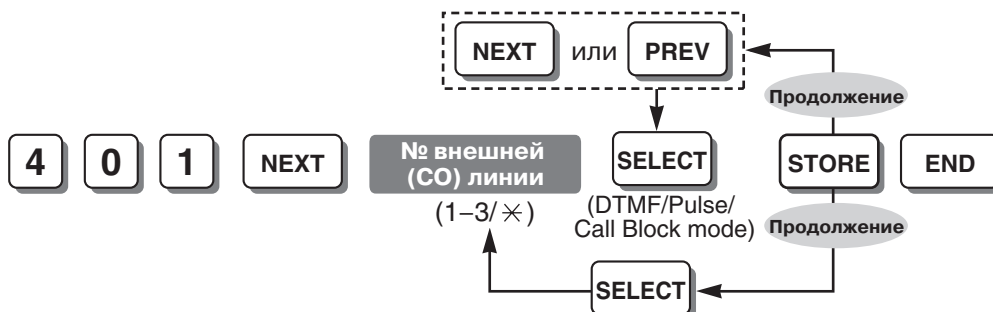 NEXT или PREV
Продолжение
4 0 1 NEXT № внешней (CO) линии SELECT STORE END
(1–3/✳)
(DTMF/Pulse/
Call Block mode)
Продолжение
SELECT